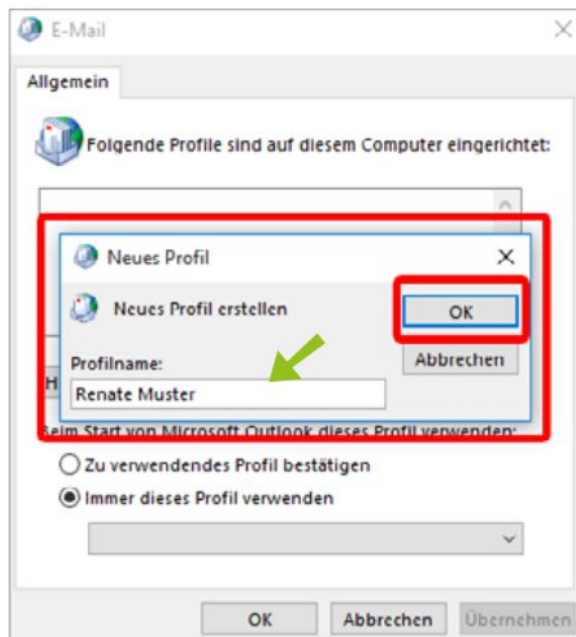 E-Mail
Allgemein
Folgende Profile sind auf diesem Computer eingerichtet:
Neues Profil
Neues Profil erstellen
OK
Abbrechen
Profilname:
H
Renate Muster
Beim Start von Microsoft Outlook dieses Profil verwenden:
Zu verwendendes Profil bestätigen
Immer dieses Profil verwenden
OK Abbrechen Übernehmen